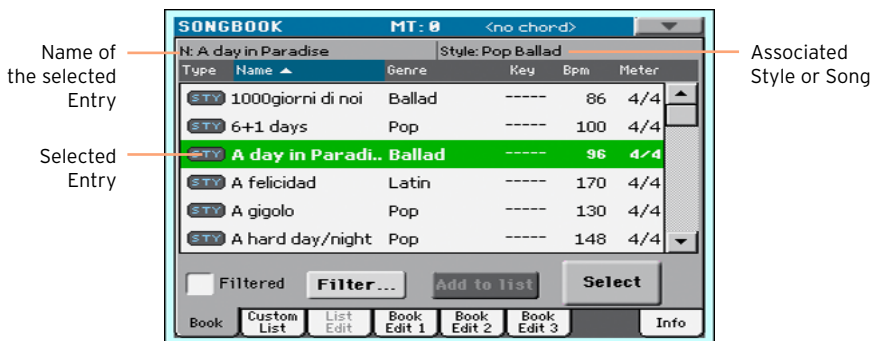 SONGBOOK MT: 0 <no chord>
N: A day in Paradise Style: Pop Ballad
Type Name Genre Key Bpm Meter
STY 1000giorni di noi Ballad ----- 86 4/4
STY 6+1 days Pop ----- 100 4/4
STY A day in Paradi.. Ballad ----- 96 4/4
STY A felicidad Latin ----- 170 4/4
STY A gigolo Pop ----- 130 4/4
STY A hard day/night Pop ----- 148 4/4
Filtered Filter... Add to list Select
Book Custom List List Edit Book Edit 1 Book Edit 2 Book Edit 3 Info
Name of
the selected
Entry
Selected
Entry
Associated
Style or Song